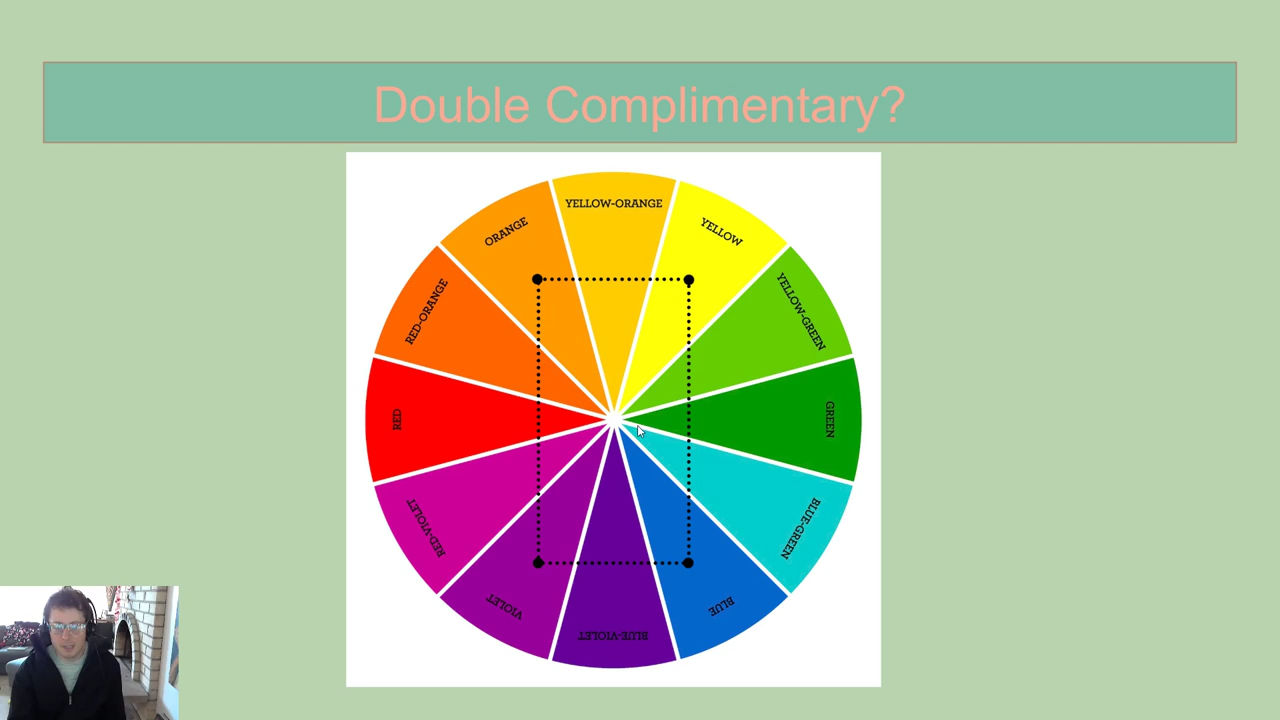 Double Complimentary?
YELLOW-ORANGE
ORANGE
YELLOW
RED-ORANGE
YELLOW-GREEN
RED
GREEN
RED-VIOLET
BLUE-GREEN
VIOLET
BLUE
BLUE-VIOLET